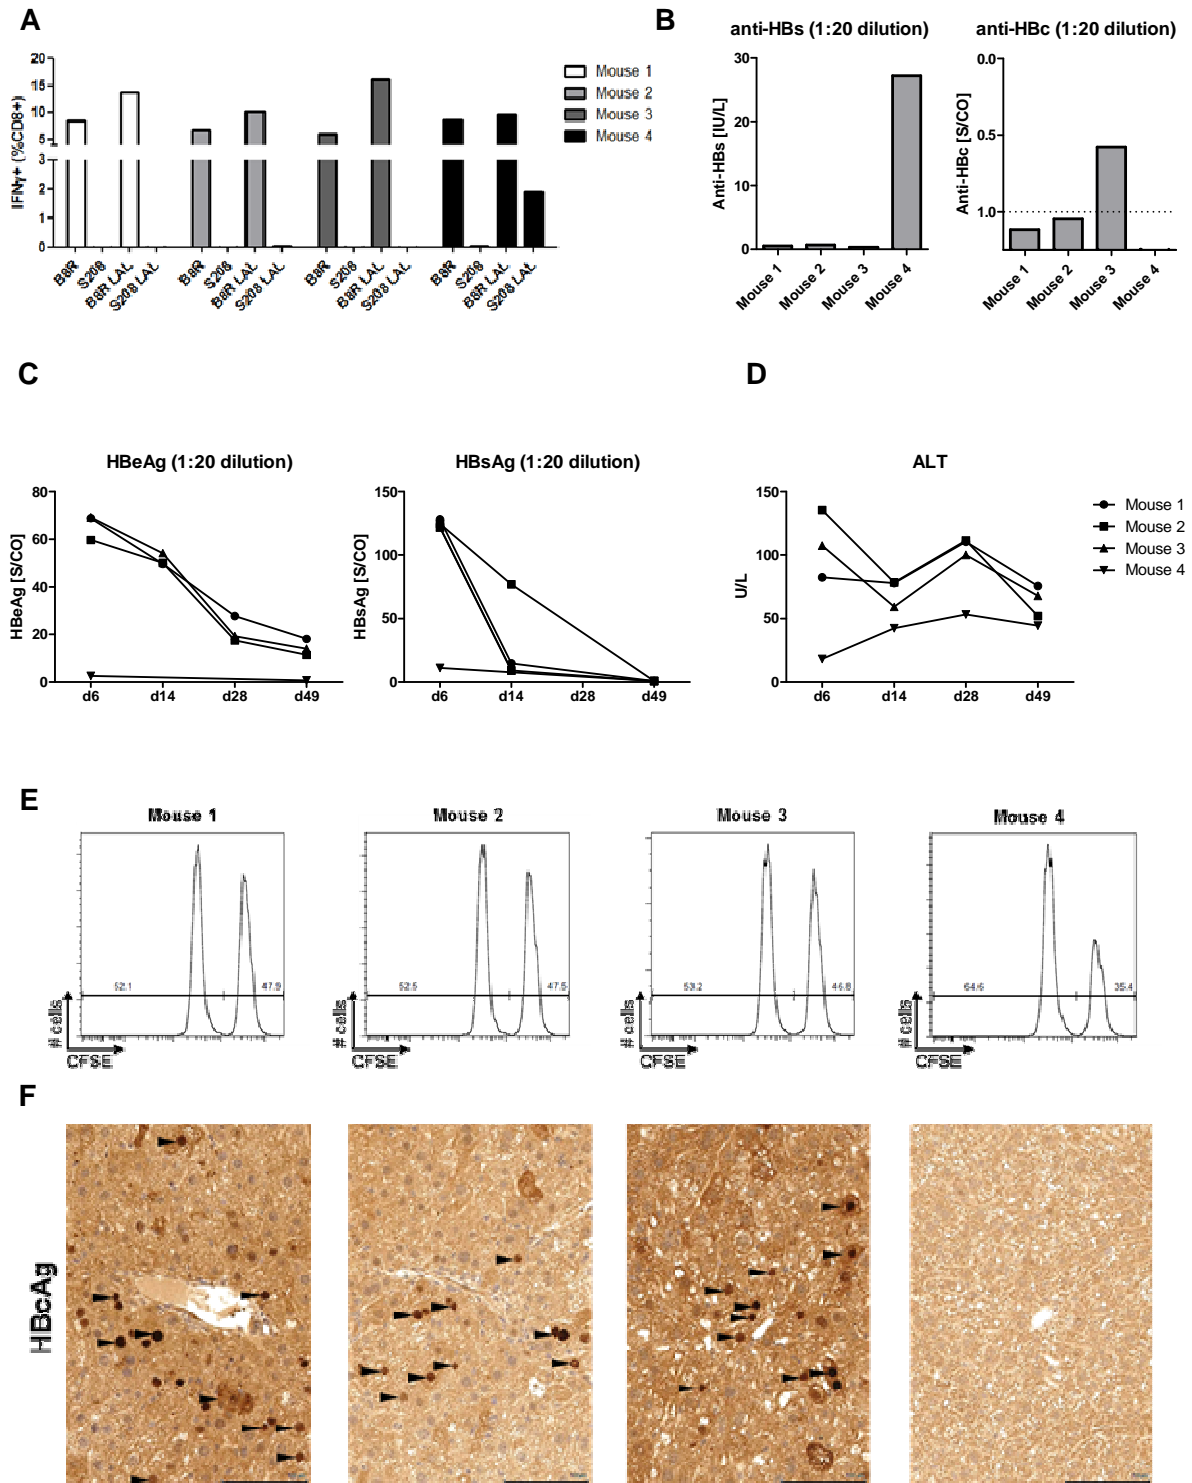 A
IFNγ+ (%CD8+)
20
15
10
5
3
2
1
0
B8R
S208
B8R LAL
S208 LAL
B8R
S208
B8R LAL
S208 LAL
B8R
S208
B8R LAL
S208 LAL
B8R
S208
B8R LAL
S208 LAL
Mouse 1
Mouse 2
Mouse 3
Mouse 4
B
anti-HBs (1:20 dilution)
Anti-HBs [IU/L]
30
20
10
0
Mouse 1
Mouse 2
Mouse 3
Mouse 4
anti-HBc (1:20 dilution)
Anti-HBc [S/CO]
0.0
0.5
1.0
Mouse 1
Mouse 2
Mouse 3
Mouse 4
C
HBeAg (1:20 dilution)
HBeAg [S/CO]
80
60
40
20
0
d6
d14
d28
d49
HBsAg (1:20 dilution)
HBsAg [S/CO]
150
100
50
0
d6
d14
d28
d49
D
ALT
U/L
150
100
50
0
d6
d14
d28
d49
Mouse 1
Mouse 2
Mouse 3
Mouse 4
E
Mouse 1
52.1
47.9
# cells
CFSE
Mouse 2
52.5
47.5
# cells
CFSE
Mouse 3
53.2
46.8
# cells
CFSE
Mouse 4
64.6
35.4
# cells
CFSE
F
HBcAg